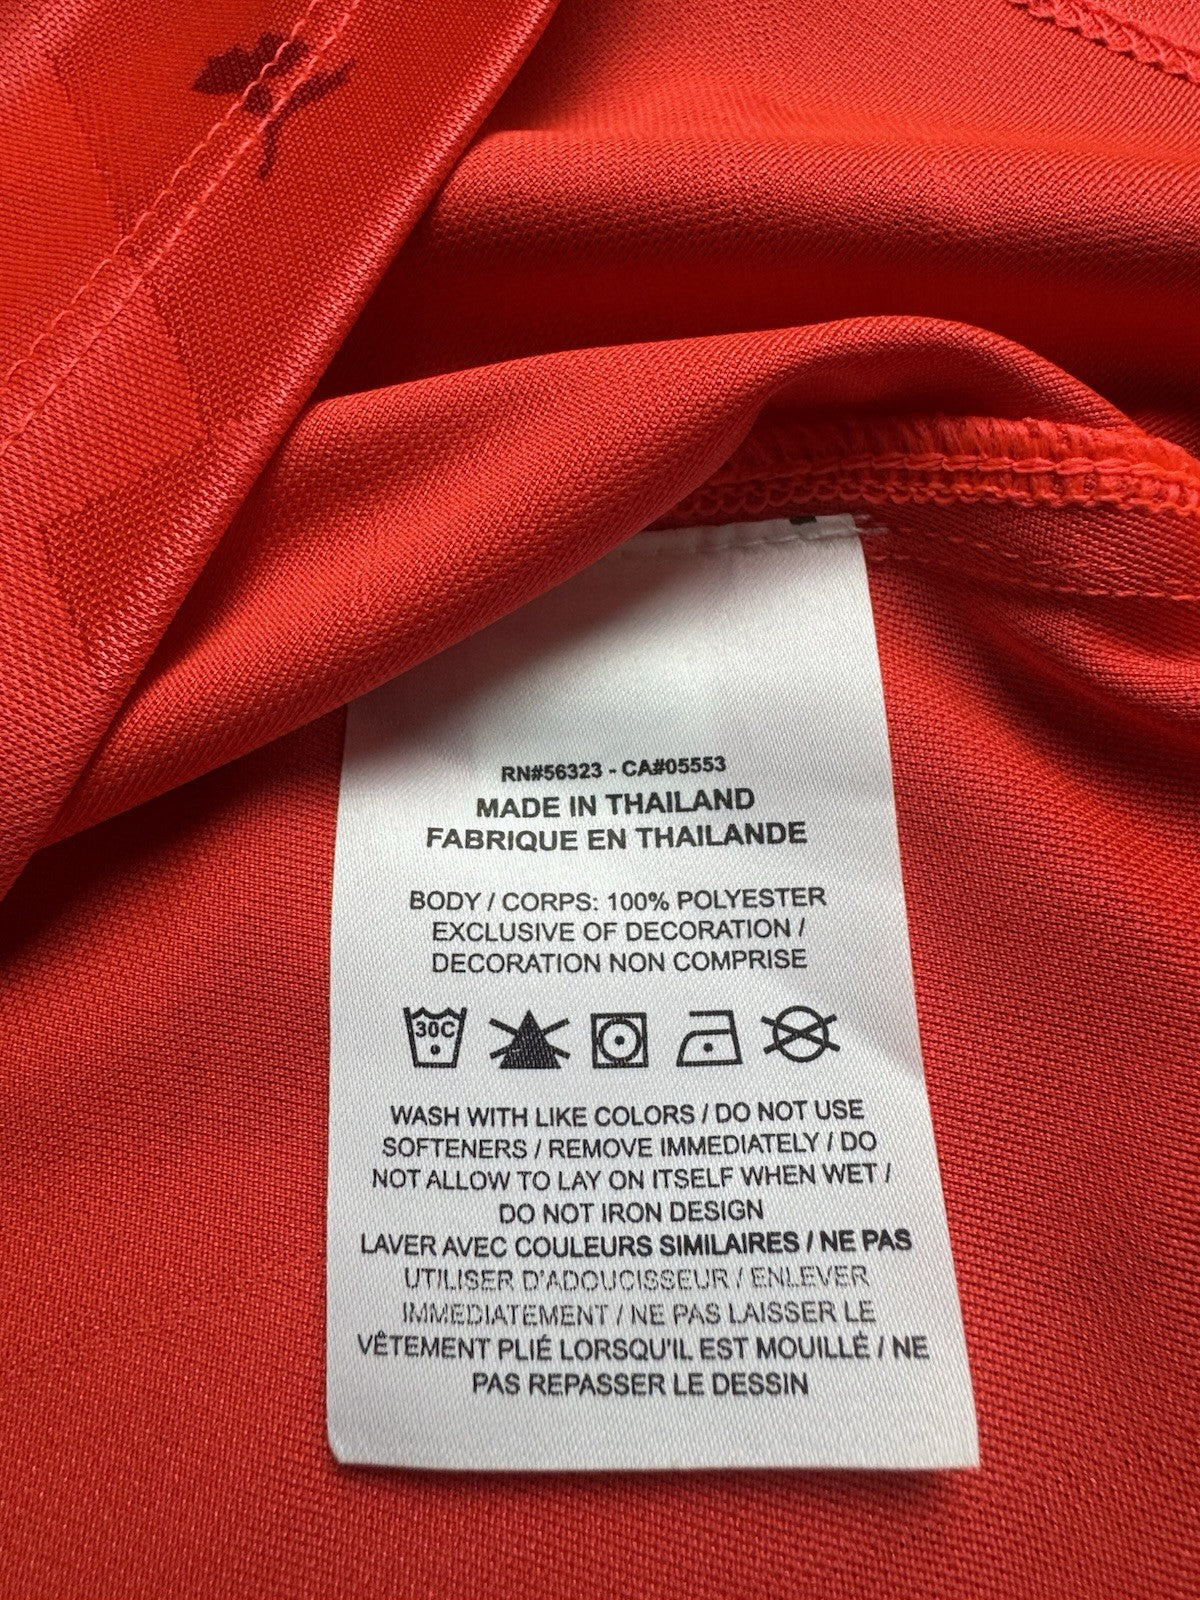 RN#56323 - CA#05553
MADE IN THAILAND
FABRIQUE EN THAILANDE
BODY / CORPS: 100% POLYESTER
EXCLUSIVE OF DECORATION /
DECORATION NON COMPRISE
30C
WASH WITH LIKE COLORS / DO NOT USE
SOFTENERS / REMOVE IMMEDIATELY / DO
NOT ALLOW TO LAY ON ITSELF WHEN WET /
DO NOT IRON DESIGN
LAVER AVEC COULEURS SIMILAIRES / NE PAS
UTILISER D'ADOUCISSEUR / ENLEVER
IMMEDIATEMENT / NE PAS LAISSER LE
VÊTEMENT PLIÉ LORSQU'IL EST MOUILLÉ / NE
PAS REPASSER LE DESSIN